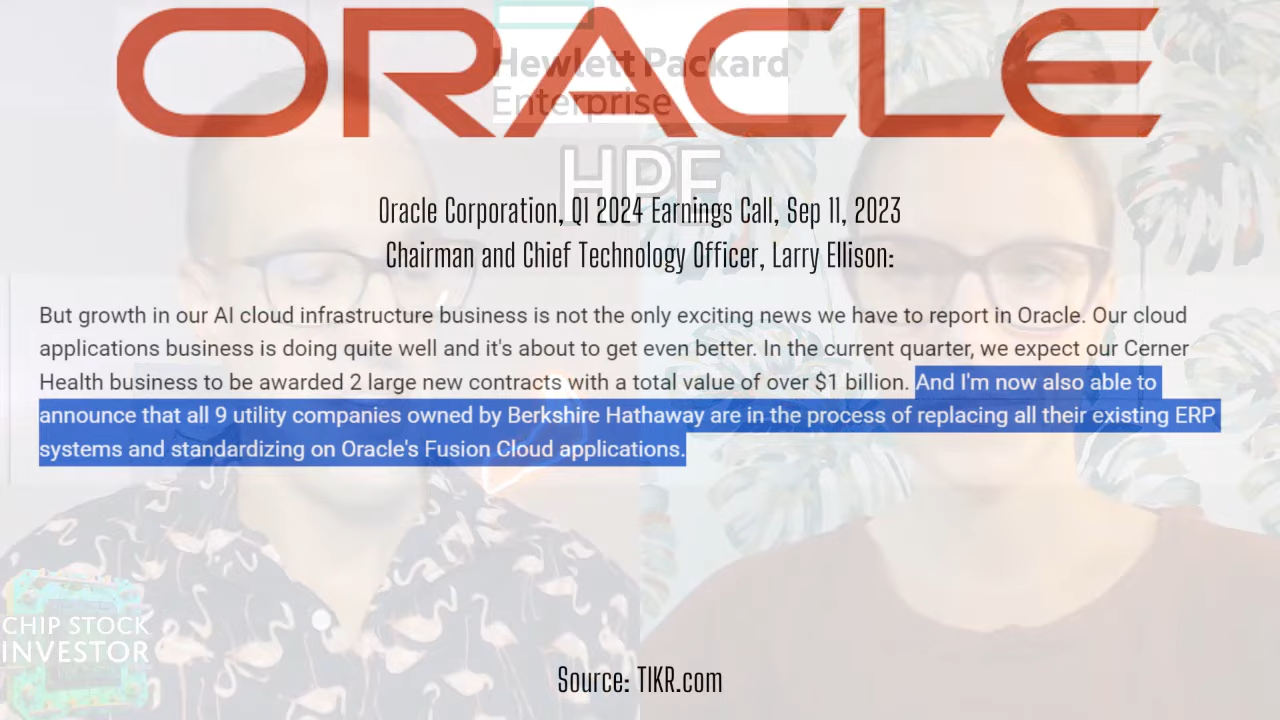 ORACLE
Hewlett Packard
Enterprise
HPE
Oracle Corporation, Q1 2024 Earnings Call, Sep 11, 2023
Chairman and Chief Technology Officer, Larry Ellison:
But growth in our AI cloud infrastructure business is not the only exciting news we have to report in Oracle. Our cloud
applications business is doing quite well and it's about to get even better. In the current quarter, we expect our Cerner
Health business to be awarded 2 large new contracts with a total value of over $1 billion. And I'm now also able to
announce that all 9 utility companies owned by Berkshire Hathaway are in the process of replacing all their existing ERP
systems and standardizing on Oracle's Fusion Cloud applications.
CHIP STOCK
INVESTOR
Source: TIKR.com